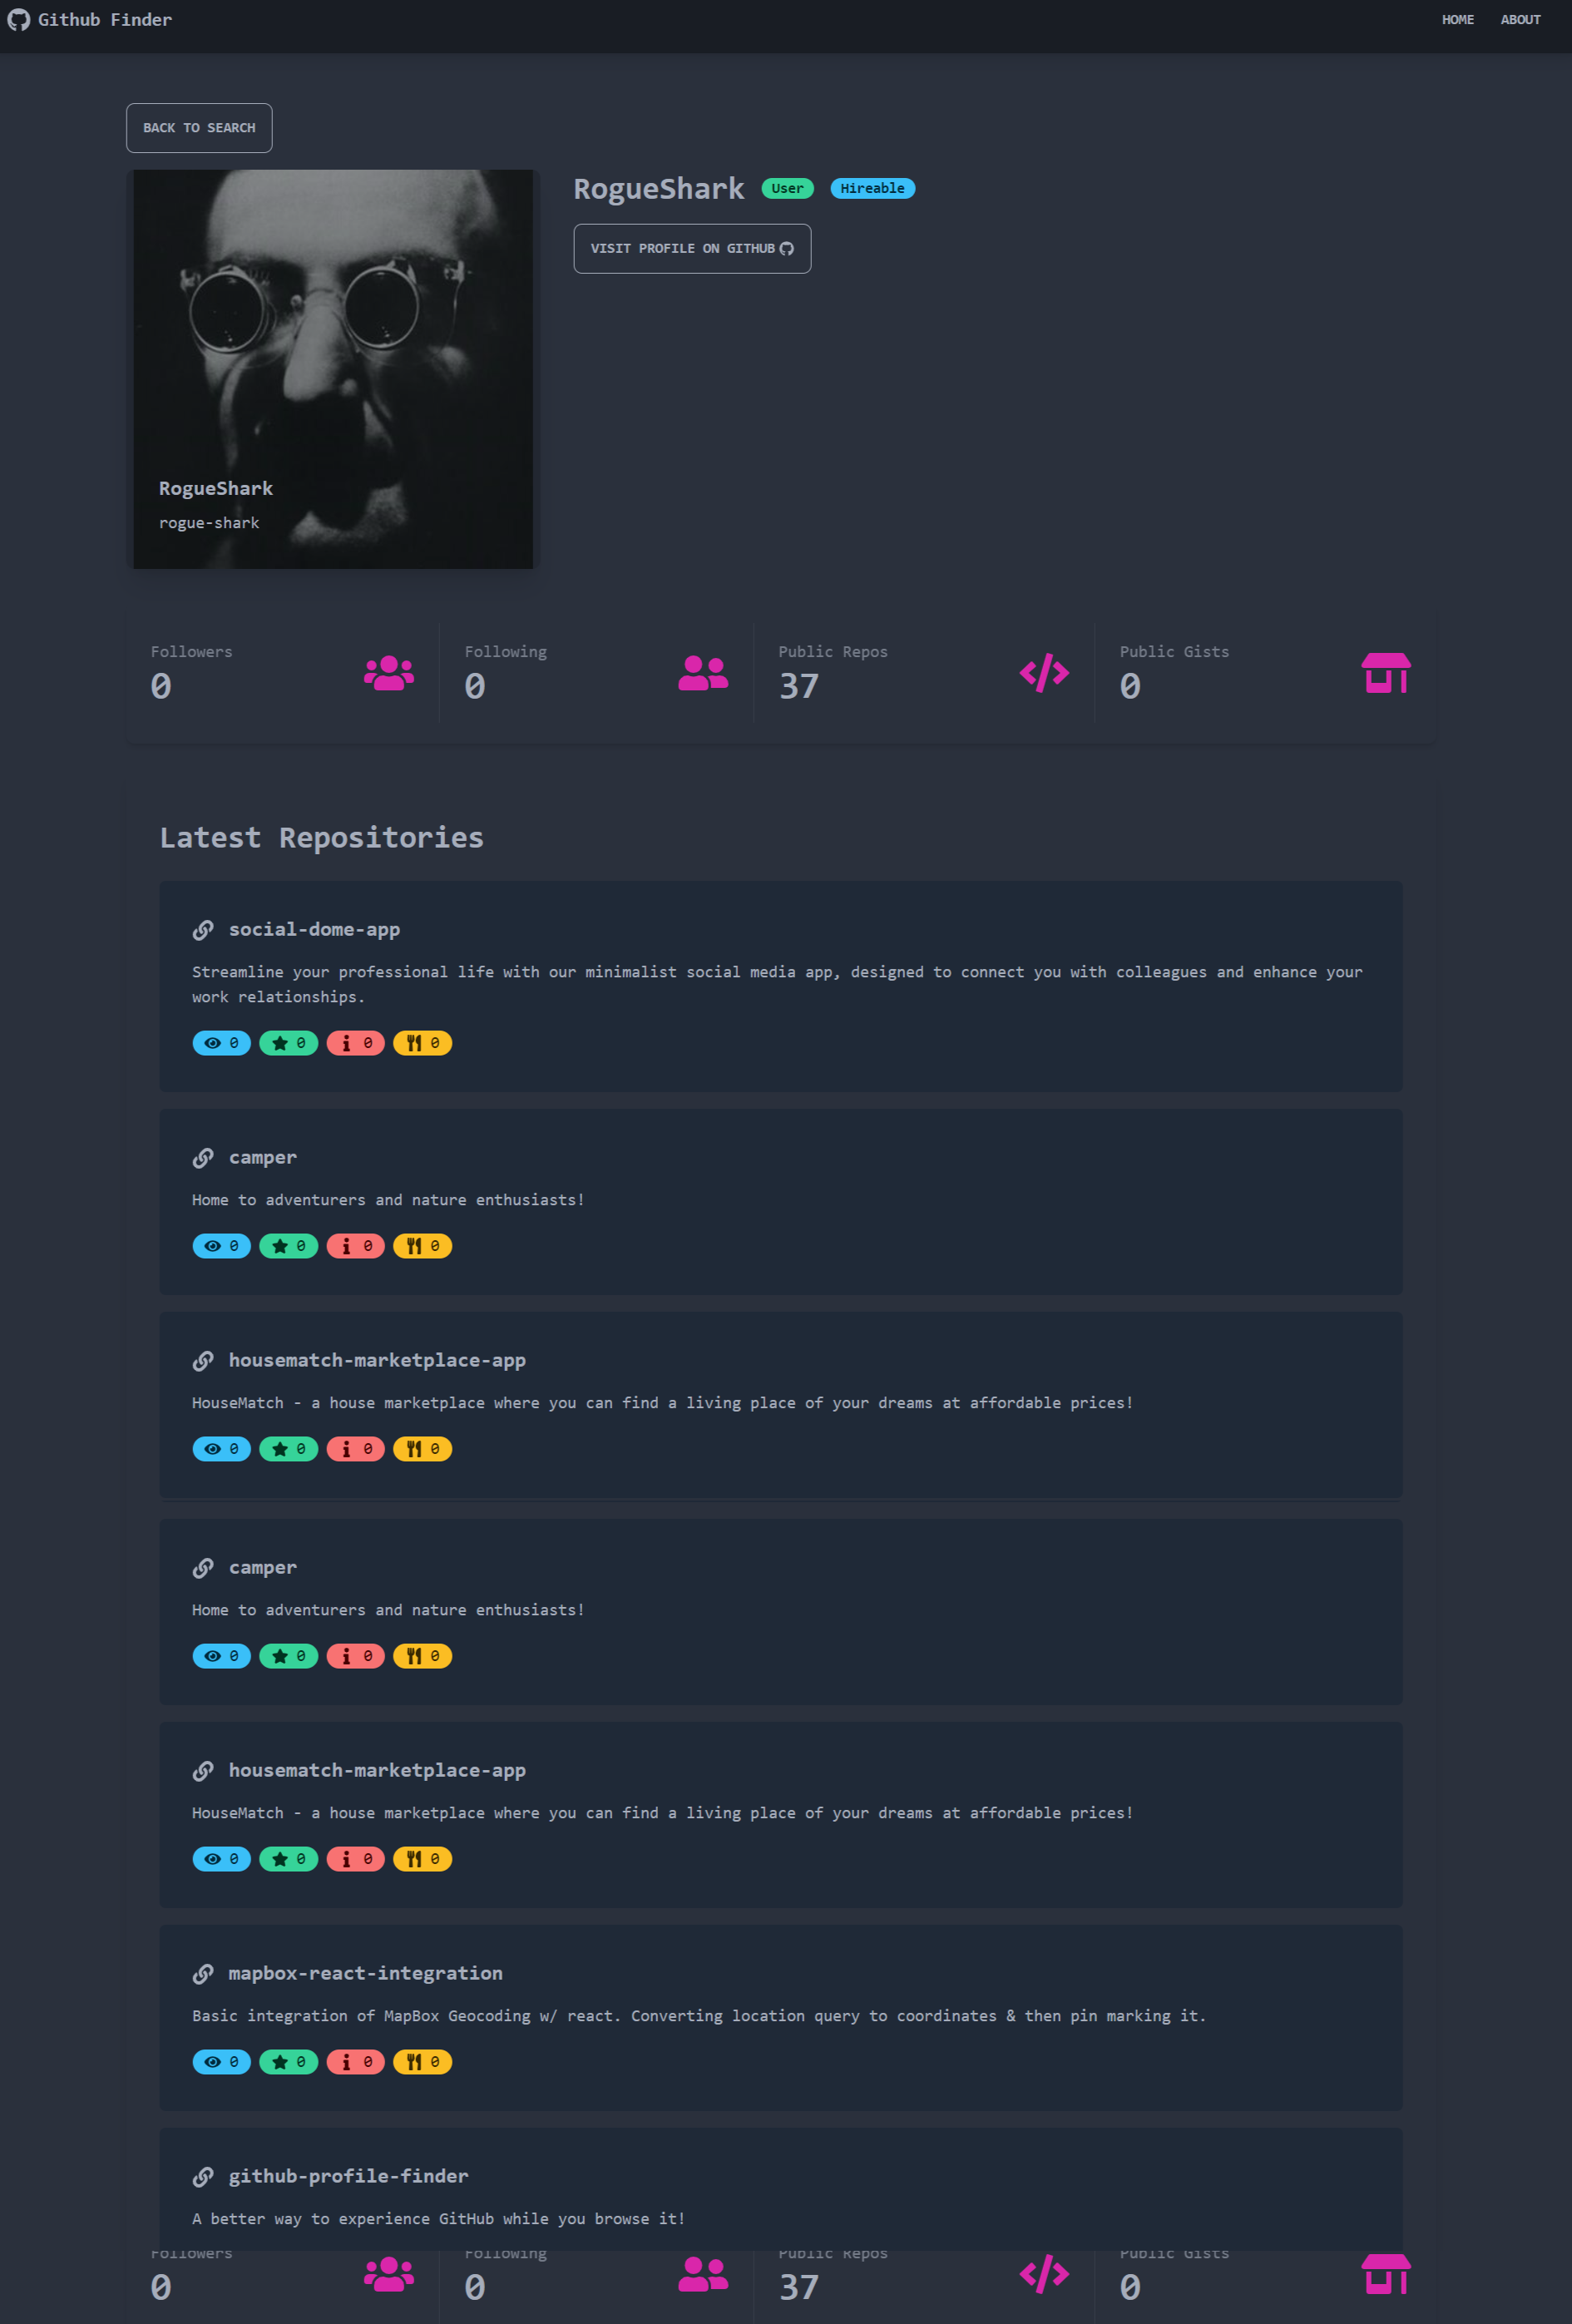 Github Finder
HOME ABOUT
BACK TO SEARCH
RogueShark User Hireable
VISIT PROFILE ON GITHUB
RogueShark
rogue-shark
Followers
0
Following
0
Public Repos
37
Public Gists
0
Latest Repositories
social-dome-app
Streamline your professional life with our minimalist social media app, designed to connect you with colleagues and enhance your
work relationships.
0 0 0 0
camper
Home to adventurers and nature enthusiasts!
0 0 0 0
housematch-marketplace-app
HouseMatch - a house marketplace where you can find a living place of your dreams at affordable prices!
0 0 0 0
camper
Home to adventurers and nature enthusiasts!
0 0 0 0
housematch-marketplace-app
HouseMatch - a house marketplace where you can find a living place of your dreams at affordable prices!
0 0 0 0
mapbox-react-integration
Basic integration of MapBox Geocoding w/ react. Converting location query to coordinates & then pin marking it.
0 0 0 0
github-profile-finder
A better way to experience GitHub while you browse it!
Followers
0
Following
0
Public Repos
37
Public Gists
0